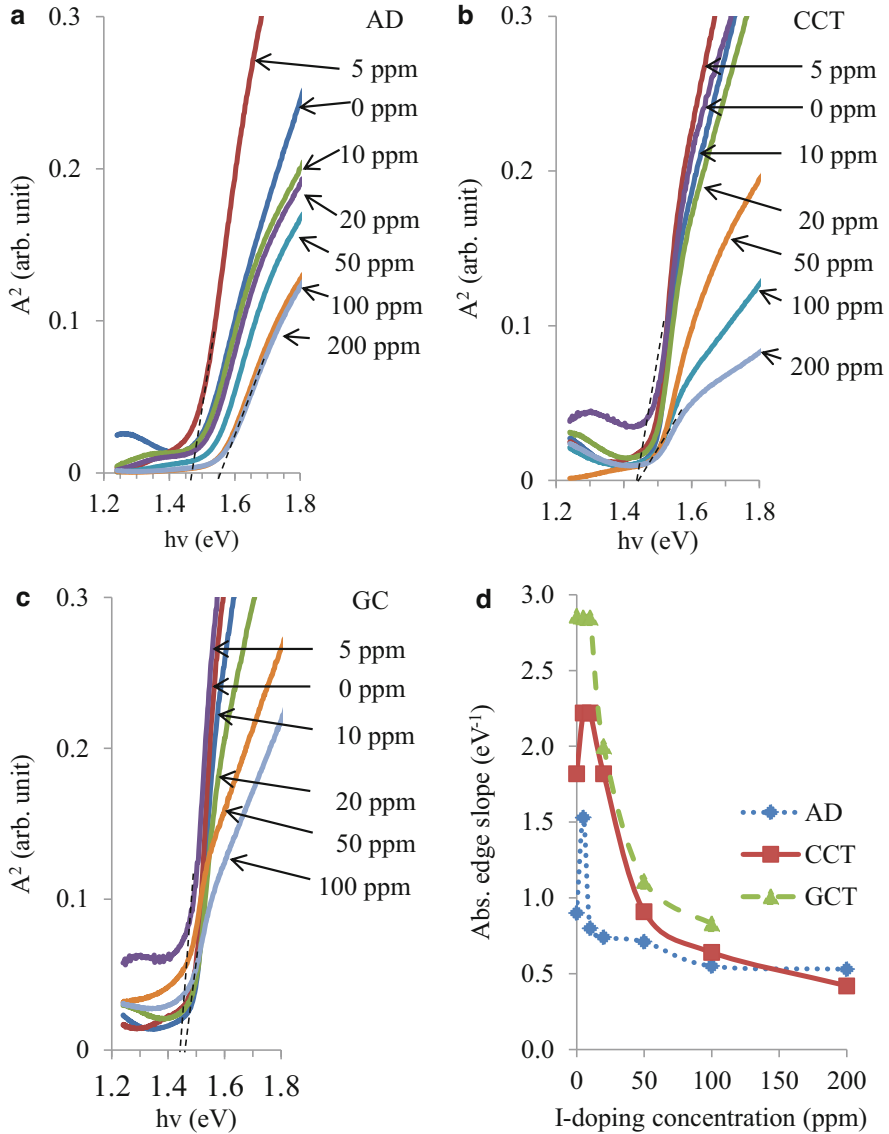 a
AD
0.3
0.2
0.1
0
A² (arb. unit)
5 ppm
0 ppm
10 ppm
20 ppm
50 ppm
100 ppm
200 ppm
1.2 1.4 1.6 1.8
hν (eV)
b
CCT
0.3
0.2
0.1
0
A² (arb. unit)
5 ppm
0 ppm
10 ppm
20 ppm
50 ppm
100 ppm
200 ppm
1.2 1.4 1.6 1.8
hν (eV)
c
GC
0.3
0.2
0.1
0
A² (arb. unit)
5 ppm
0 ppm
10 ppm
20 ppm
50 ppm
100 ppm
1.2 1.4 1.6 1.8
hν (eV)
d
3.0
2.5
2.0
1.5
1.0
0.5
0.0
Abs. edge slope (eV⁻¹)
AD
CCT
GCT
0 50 100 150 200
I-doping concentration (ppm)